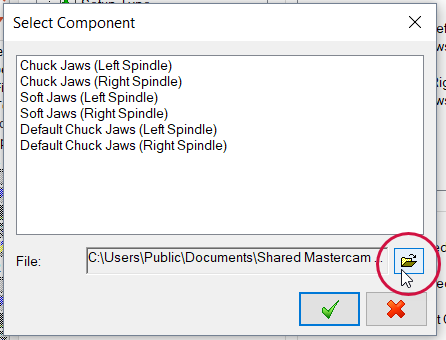 Select Component
Chuck Jaws (Left Spindle)
Chuck Jaws (Right Spindle)
Soft Jaws (Left Spindle)
Soft Jaws (Right Spindle)
Default Chuck Jaws (Left Spindle)
Default Chuck Jaws (Right Spindle)
File: C:\Users\Public\Documents\Shared Mastercam ...